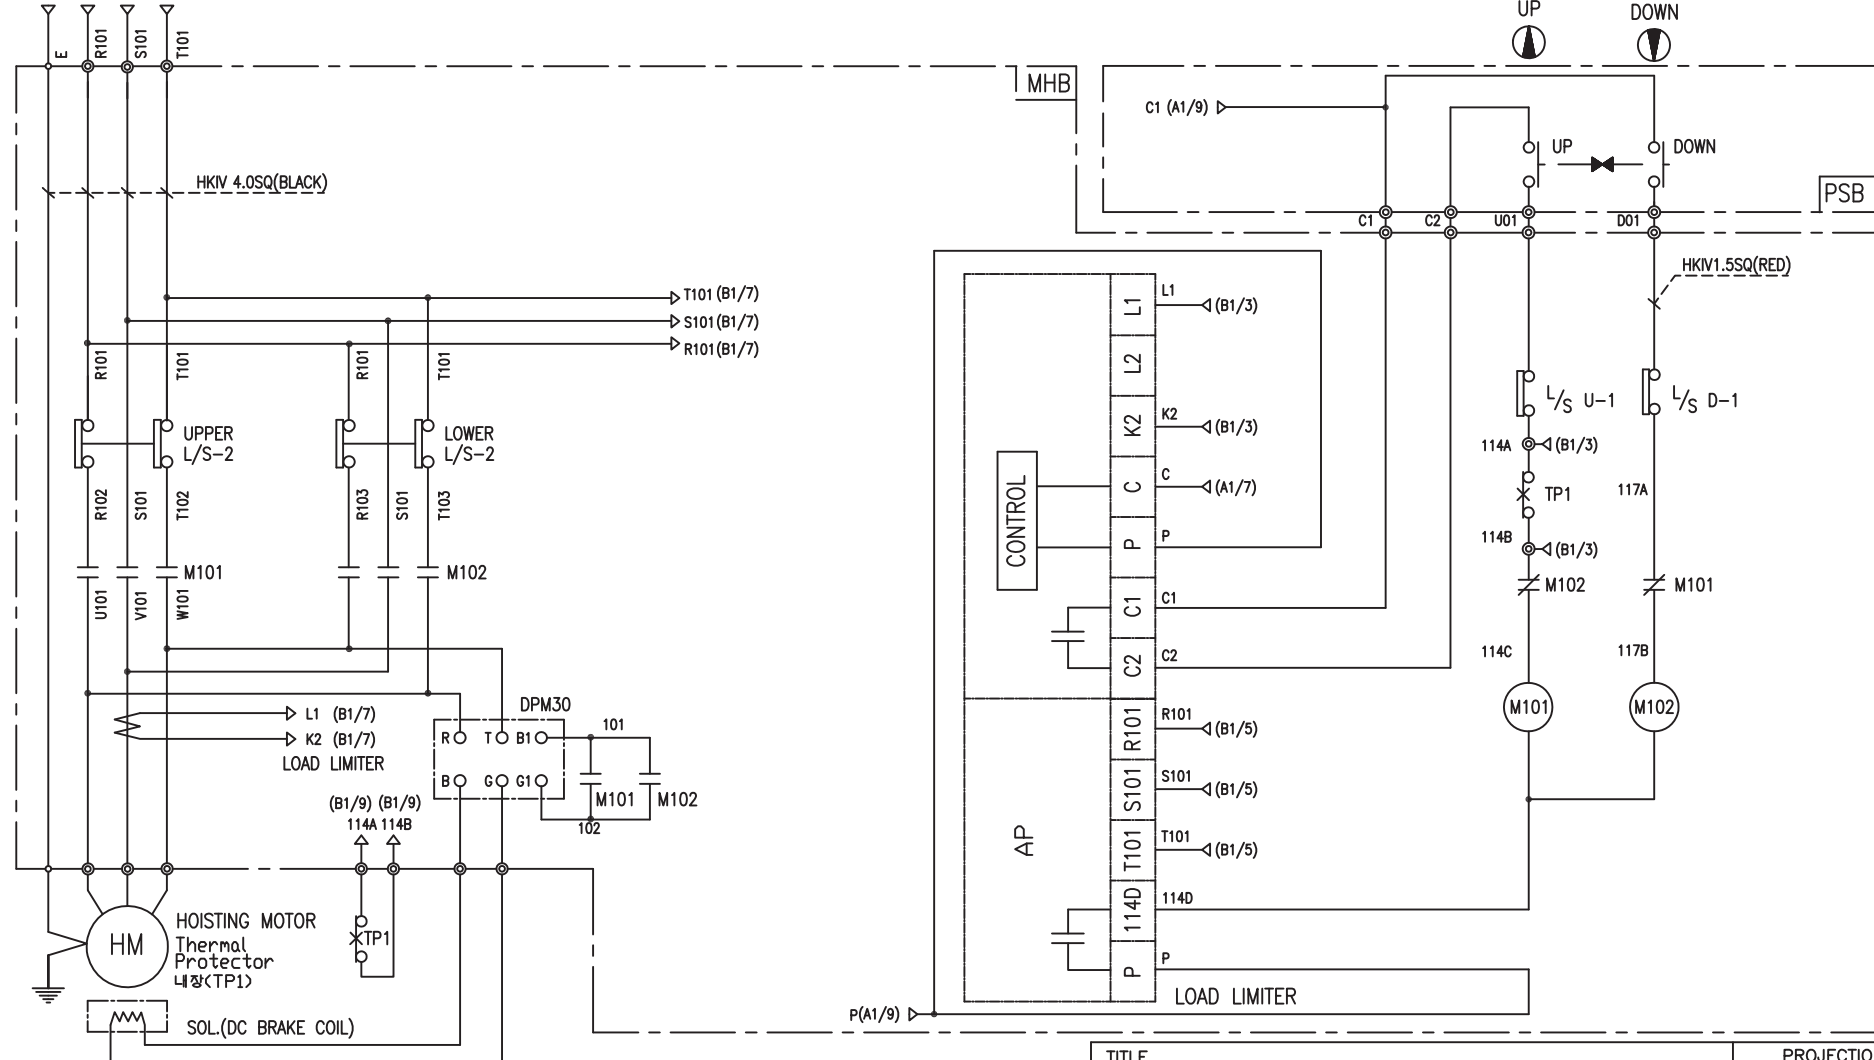 UP
DOWN
E
R101
S101
T101
MHB
C1 (A1/9)
UP
DOWN
HKIV 4.0SQ(BLACK)
PSB
C1
C2
U01
D01
HKIV1.5SQ(RED)
T101 (B1/7)
S101 (B1/7)
R101 (B1/7)
L1
L1
(B1/3)
R101
T101
R101
T101
L2
L/S U-1
L/S D-1
UPPER
L/S-2
LOWER
L/S-2
K2
K2
(B1/3)
114A
(B1/3)
CONTROL
C
C
(A1/7)
TP1
117A
R102
S101
T102
R103
S101
T103
P
P
114B
(B1/3)
M101
M102
M102
M101
U101
V101
W101
C1
C1
C2
C2
114C
117B
DPM30
M101
M102
L1 (B1/7)
K2 (B1/7)
LOAD LIMITER
101
R
T
B1
R101
R101
(B1/5)
B
G
G1
M101
M102
S101
S101
(B1/5)
(B1/9) (B1/9)
114A 114B
102
AP
T101
T101
(B1/5)
114D
114D
HM
HOISTING MOTOR
Thermal
Protector
내장(TP1)
TP1
P
P
LOAD LIMITER
P(A1/9)
SOL.(DC BRAKE COIL)
TITLE
PROJECTIO